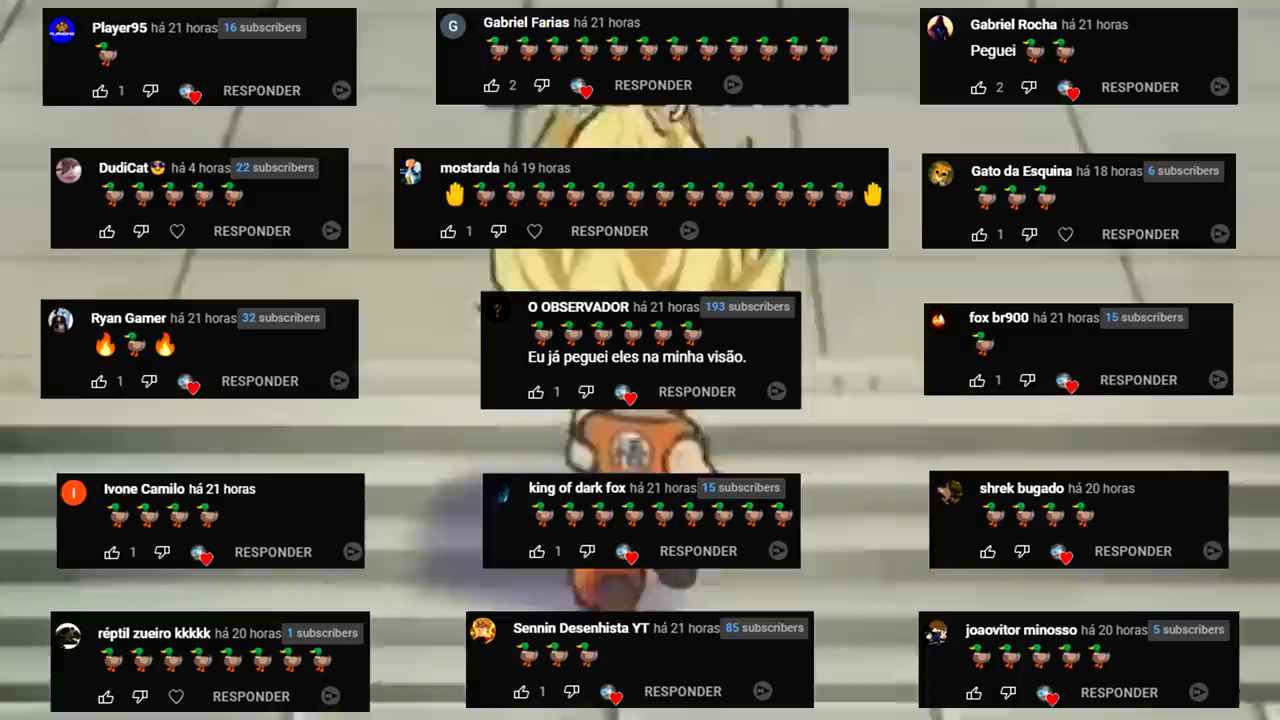 Player95 há 21 horas 16 subscribers
🦆
1 RESPONDER
Gabriel Farias há 21 horas
🦆🦆🦆🦆🦆🦆🦆🦆🦆🦆🦆🦆
2 RESPONDER
Gabriel Rocha há 21 horas
Peguei 🦆🦆
2 RESPONDER
DudiCat😎 há 4 horas 22 subscribers
🦆🦆🦆🦆🦆
RESPONDER
mostarda há 19 horas
🤚🦆🦆🦆🦆🦆🦆🦆🦆🦆🦆🦆🦆🦆🤚
1 RESPONDER
Gato da Esquina há 18 horas 6 subscribers
🦆🦆🦆
1 RESPONDER
Ryan Gamer há 21 horas 32 subscribers
🔥🦆🔥
1 RESPONDER
O OBSERVADOR há 21 horas 193 subscribers
🦆🦆🦆🦆🦆🦆
Eu já peguei eles na minha visão.
1 RESPONDER
fox br900 há 21 horas 15 subscribers
🦆
1 RESPONDER
I
Ivone Camilo há 21 horas
🦆🦆🦆🦆
1 RESPONDER
king of dark fox há 21 horas 15 subscribers
🦆🦆🦆🦆🦆🦆🦆🦆🦆
1 RESPONDER
shrek bugado há 20 horas
🦆🦆🦆🦆
RESPONDER
réptil zueiro kkkkk há 20 horas 1 subscribers
🦆🦆🦆🦆🦆🦆🦆🦆
RESPONDER
Sennin Desenhista YT há 21 horas 85 subscribers
🦆🦆🦆
1 RESPONDER
joaovitor minosso há 20 horas 5 subscribers
🦆🦆🦆🦆🦆
RESPONDER